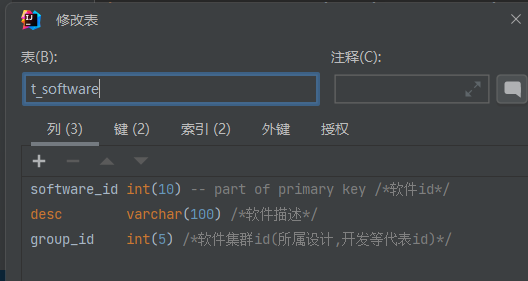 修改表
表(B):
注释(C):
t_software
列 (3)
键 (2)
索引 (2)
外键
授权
software_id int(10) -- part of primary key /*软件id*/
desc varchar(100) /*软件描述*/
group_id int(5) /*软件集群id(所属设计,开发等代表id)*/